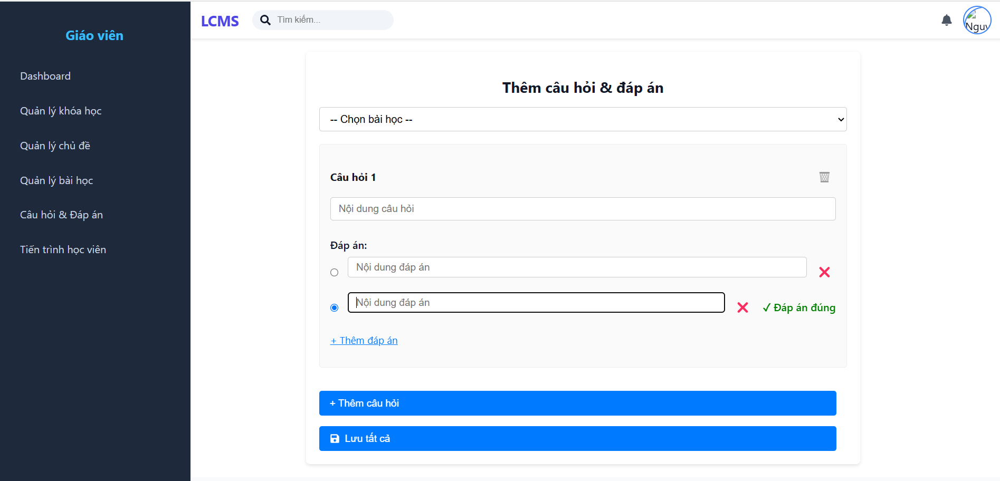 Giáo viên
Dashboard
Quản lý khóa học
Quản lý chủ đề
Quản lý bài học
Câu hỏi & Đáp án
Tiến trình học viên
LCMS
Tìm kiếm...
Nguy
Thêm câu hỏi & đáp án
-- Chọn bài học --
Câu hỏi 1
Nội dung câu hỏi
Đáp án:
Nội dung đáp án
Nội dung đáp án
✓ Đáp án đúng
+ Thêm đáp án
+ Thêm câu hỏi
Lưu tất cả